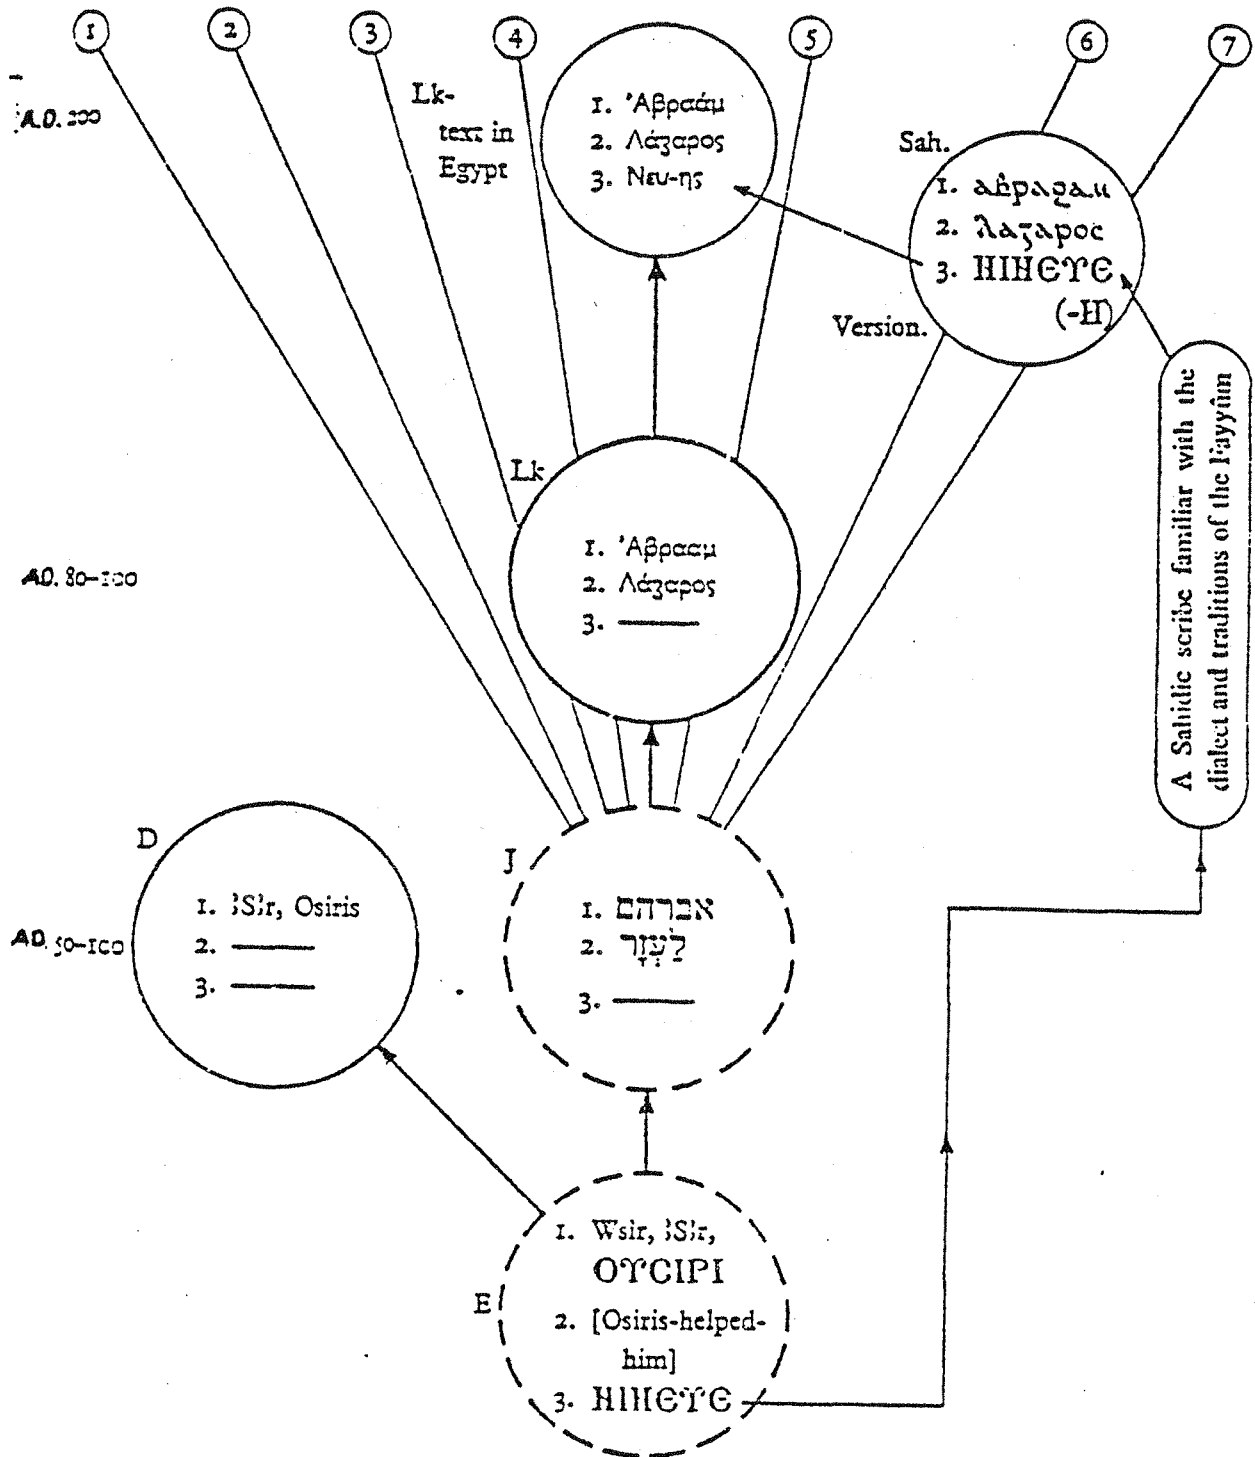 1 2 3 4 5 6 7
A.D. 200
Lk-
text in
Egypt
1. Ἀβραάμ
2. Λάζαρος
3. Νευ-ης
Sah.
1. ⲁⲃⲣⲁϩⲁⲙ
2. ⲗⲁⲍⲁⲣⲟⲥ
3. ⲚⲒⲚⲈⲨⲈ
(-Ⲏ)
Version.
Lk
1. Ἀβρααμ
2. Λάζαρος
3. ———
A.D. 80-100
A Sahidic scribe familiar with the
dialect and traditions of the Fayyûm
D
1. ꜣSꜣr, Osiris
2. ———
3. ———
A.D. 50-100
J
1. אברהם
2. לַעְזָר
3. ———
E
1. Wsir, ꜣSꜣr,
ⲞⲨⲤⲒⲢⲒ
2. [Osiris-helped-
him]
3. ⲚⲒⲚⲈⲨⲈ